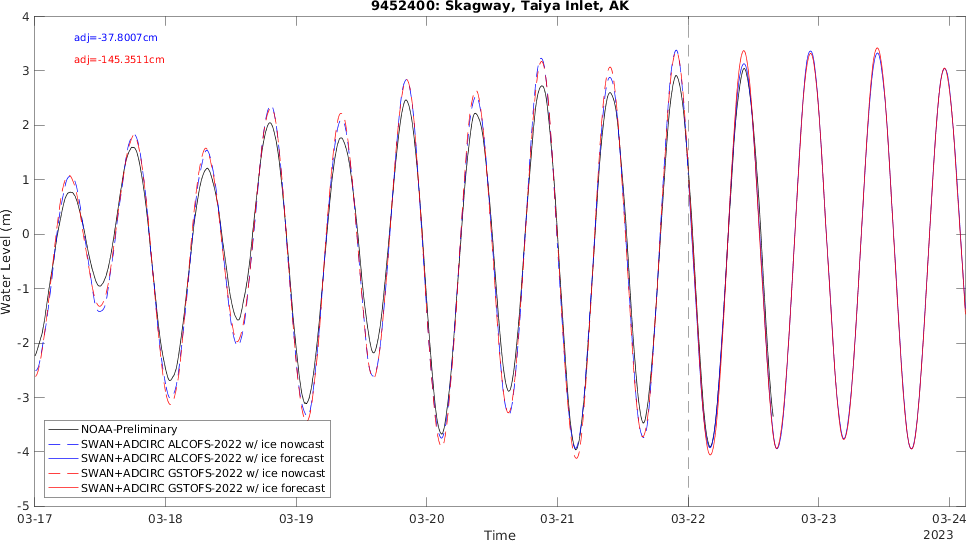 9452400: Skagway, Taiya Inlet, AK
adj=-37.8007cm
adj=-145.3511cm
4
3
2
1
0
-1
-2
-3
-4
-5
Water Level (m)
NOAA-Preliminary
SWAN+ADCIRC ALCOFS-2022 w/ ice nowcast
SWAN+ADCIRC ALCOFS-2022 w/ ice forecast
SWAN+ADCIRC GSTOFS-2022 w/ ice nowcast
SWAN+ADCIRC GSTOFS-2022 w/ ice forecast
03-17 03-18 03-19 03-20 03-21 03-22 03-23 03-24
Time
2023